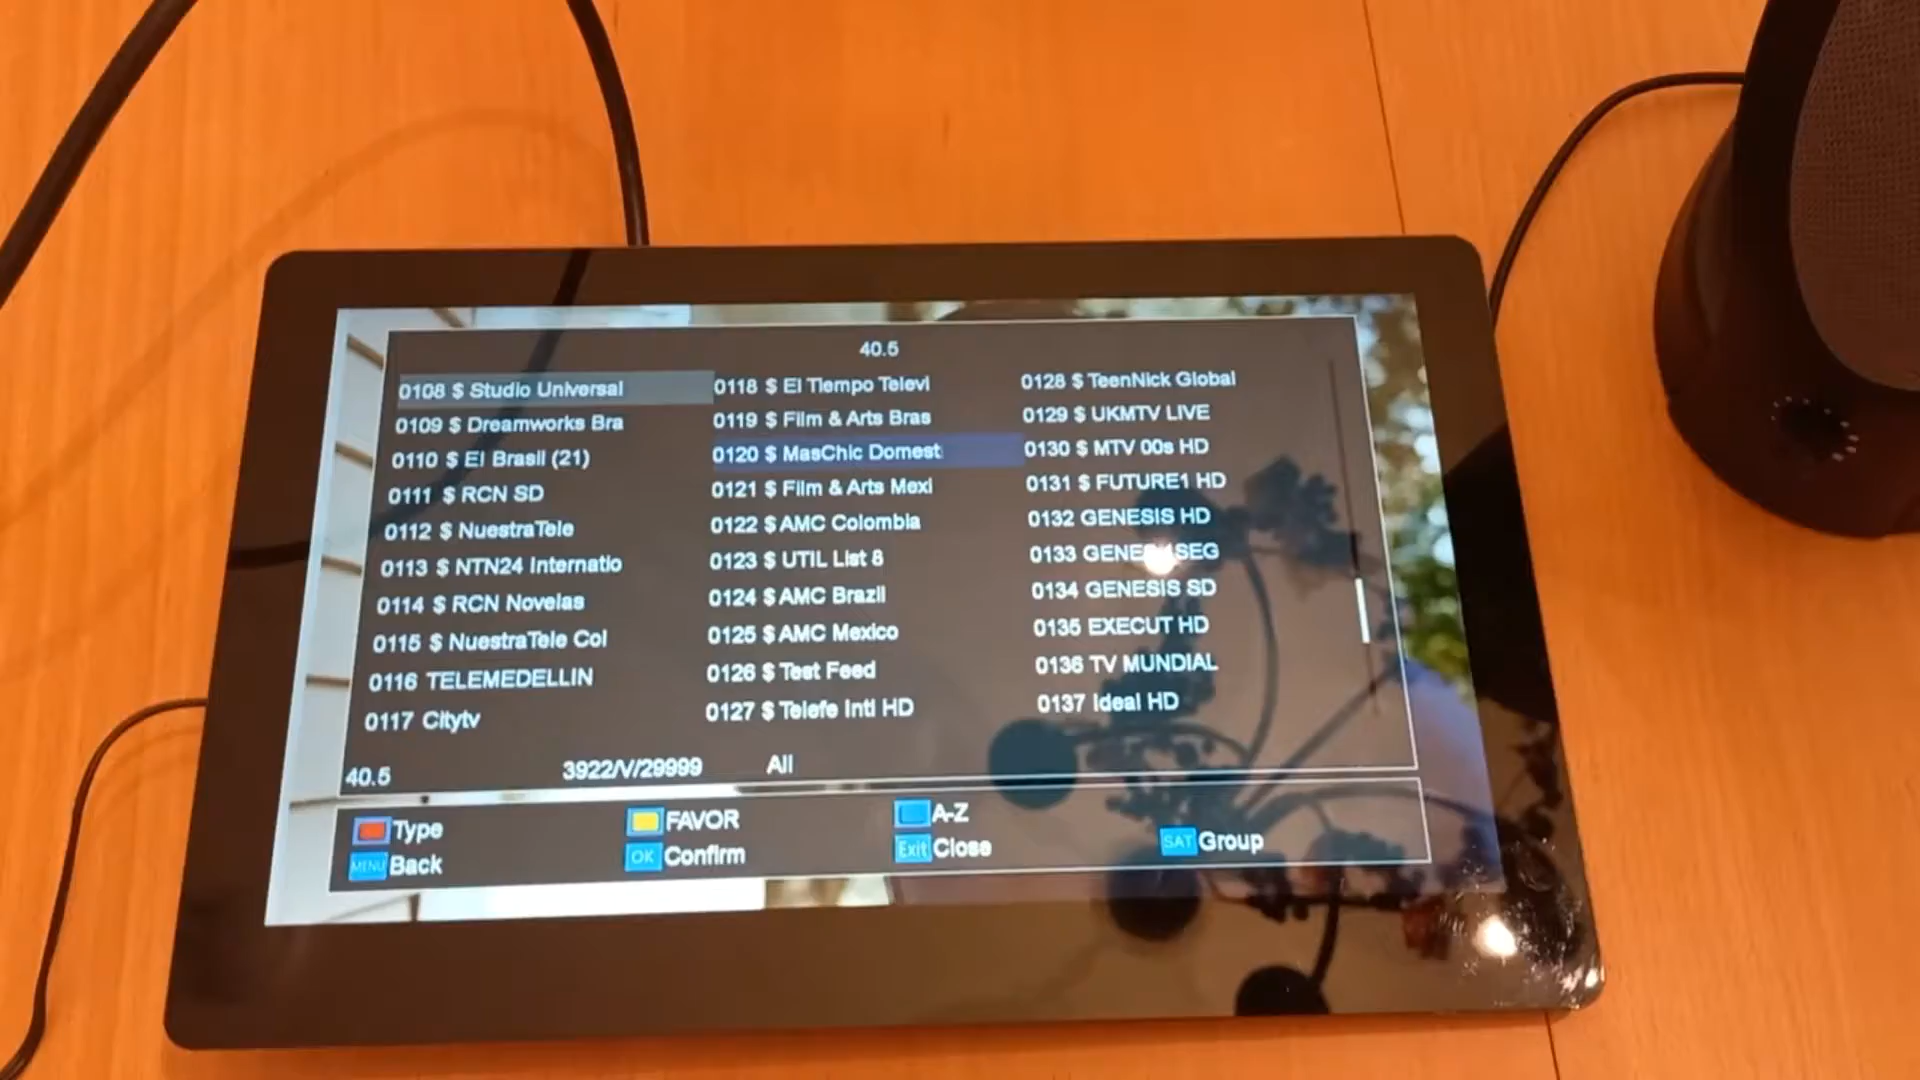 40.5
0108 $ Studio Universal
0109 $ Dreamworks Bra
0110 $ El Brasil (21)
0111 $ RCN SD
0112 $ NuestraTele
0113 $ NTN24 Internatio
0114 $ RCN Novelas
0115 $ NuestraTele Col
0116 TELEMEDELLIN
0117 Citytv
0118 $ El Tiempo Televi
0119 $ Film & Arts Bras
0120 $ MasChic Domest
0121 $ Film & Arts Mexi
0122 $ AMC Colombia
0123 $ UTIL List 8
0124 $ AMC Brazil
0125 $ AMC Mexico
0126 $ Test Feed
0127 $ Telefe Intl HD
0128 $ TeenNick Global
0129 $ UKMTV LIVE
0130 $ MTV 00s HD
0131 $ FUTURE1 HD
0132 GENESIS HD
0133
0134 GENESIS SD
0135 EXECUT HD
0136 TV MUNDIAL
0137 Ideal HD
40.5 3922/V/29999 All
Type FAVOR A-Z
MENU Back OK Confirm Exit Close SAT Group